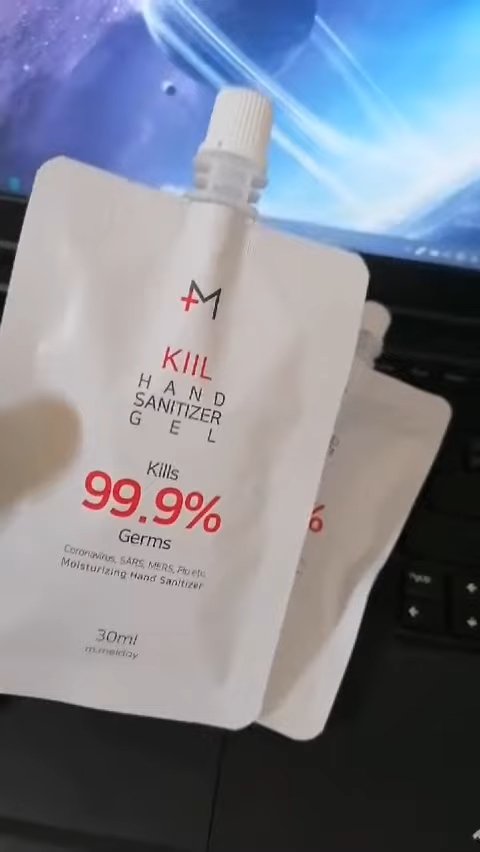 +M
KIIL
HAND
SANITIZER
GEL
Kills
99.9%
Germs
Coronavirus, SARS, MERS, Flu etc.
Moisturizing Hand Sanitizer
30ml
%